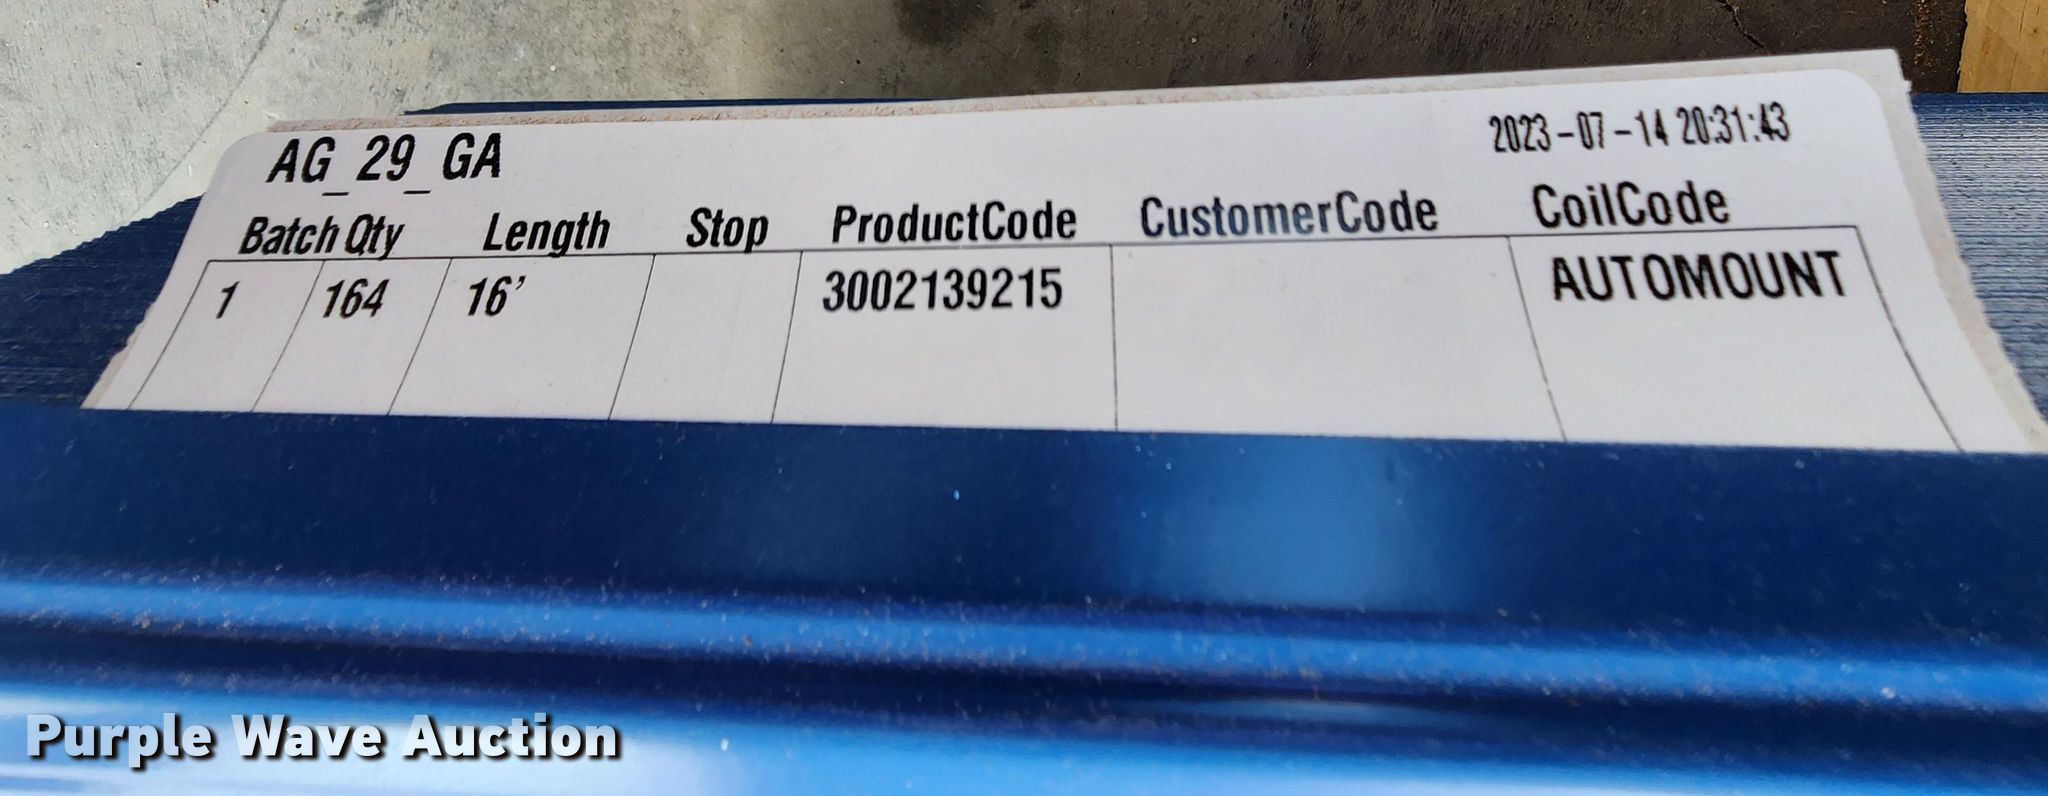 AG_29_GA 2023-07-14 20:31:43
Batch Qty Length Stop ProductCode CustomerCode CoilCode
1 164 16' 3002139215 AUTOMOUNT
Purple Wave Auction